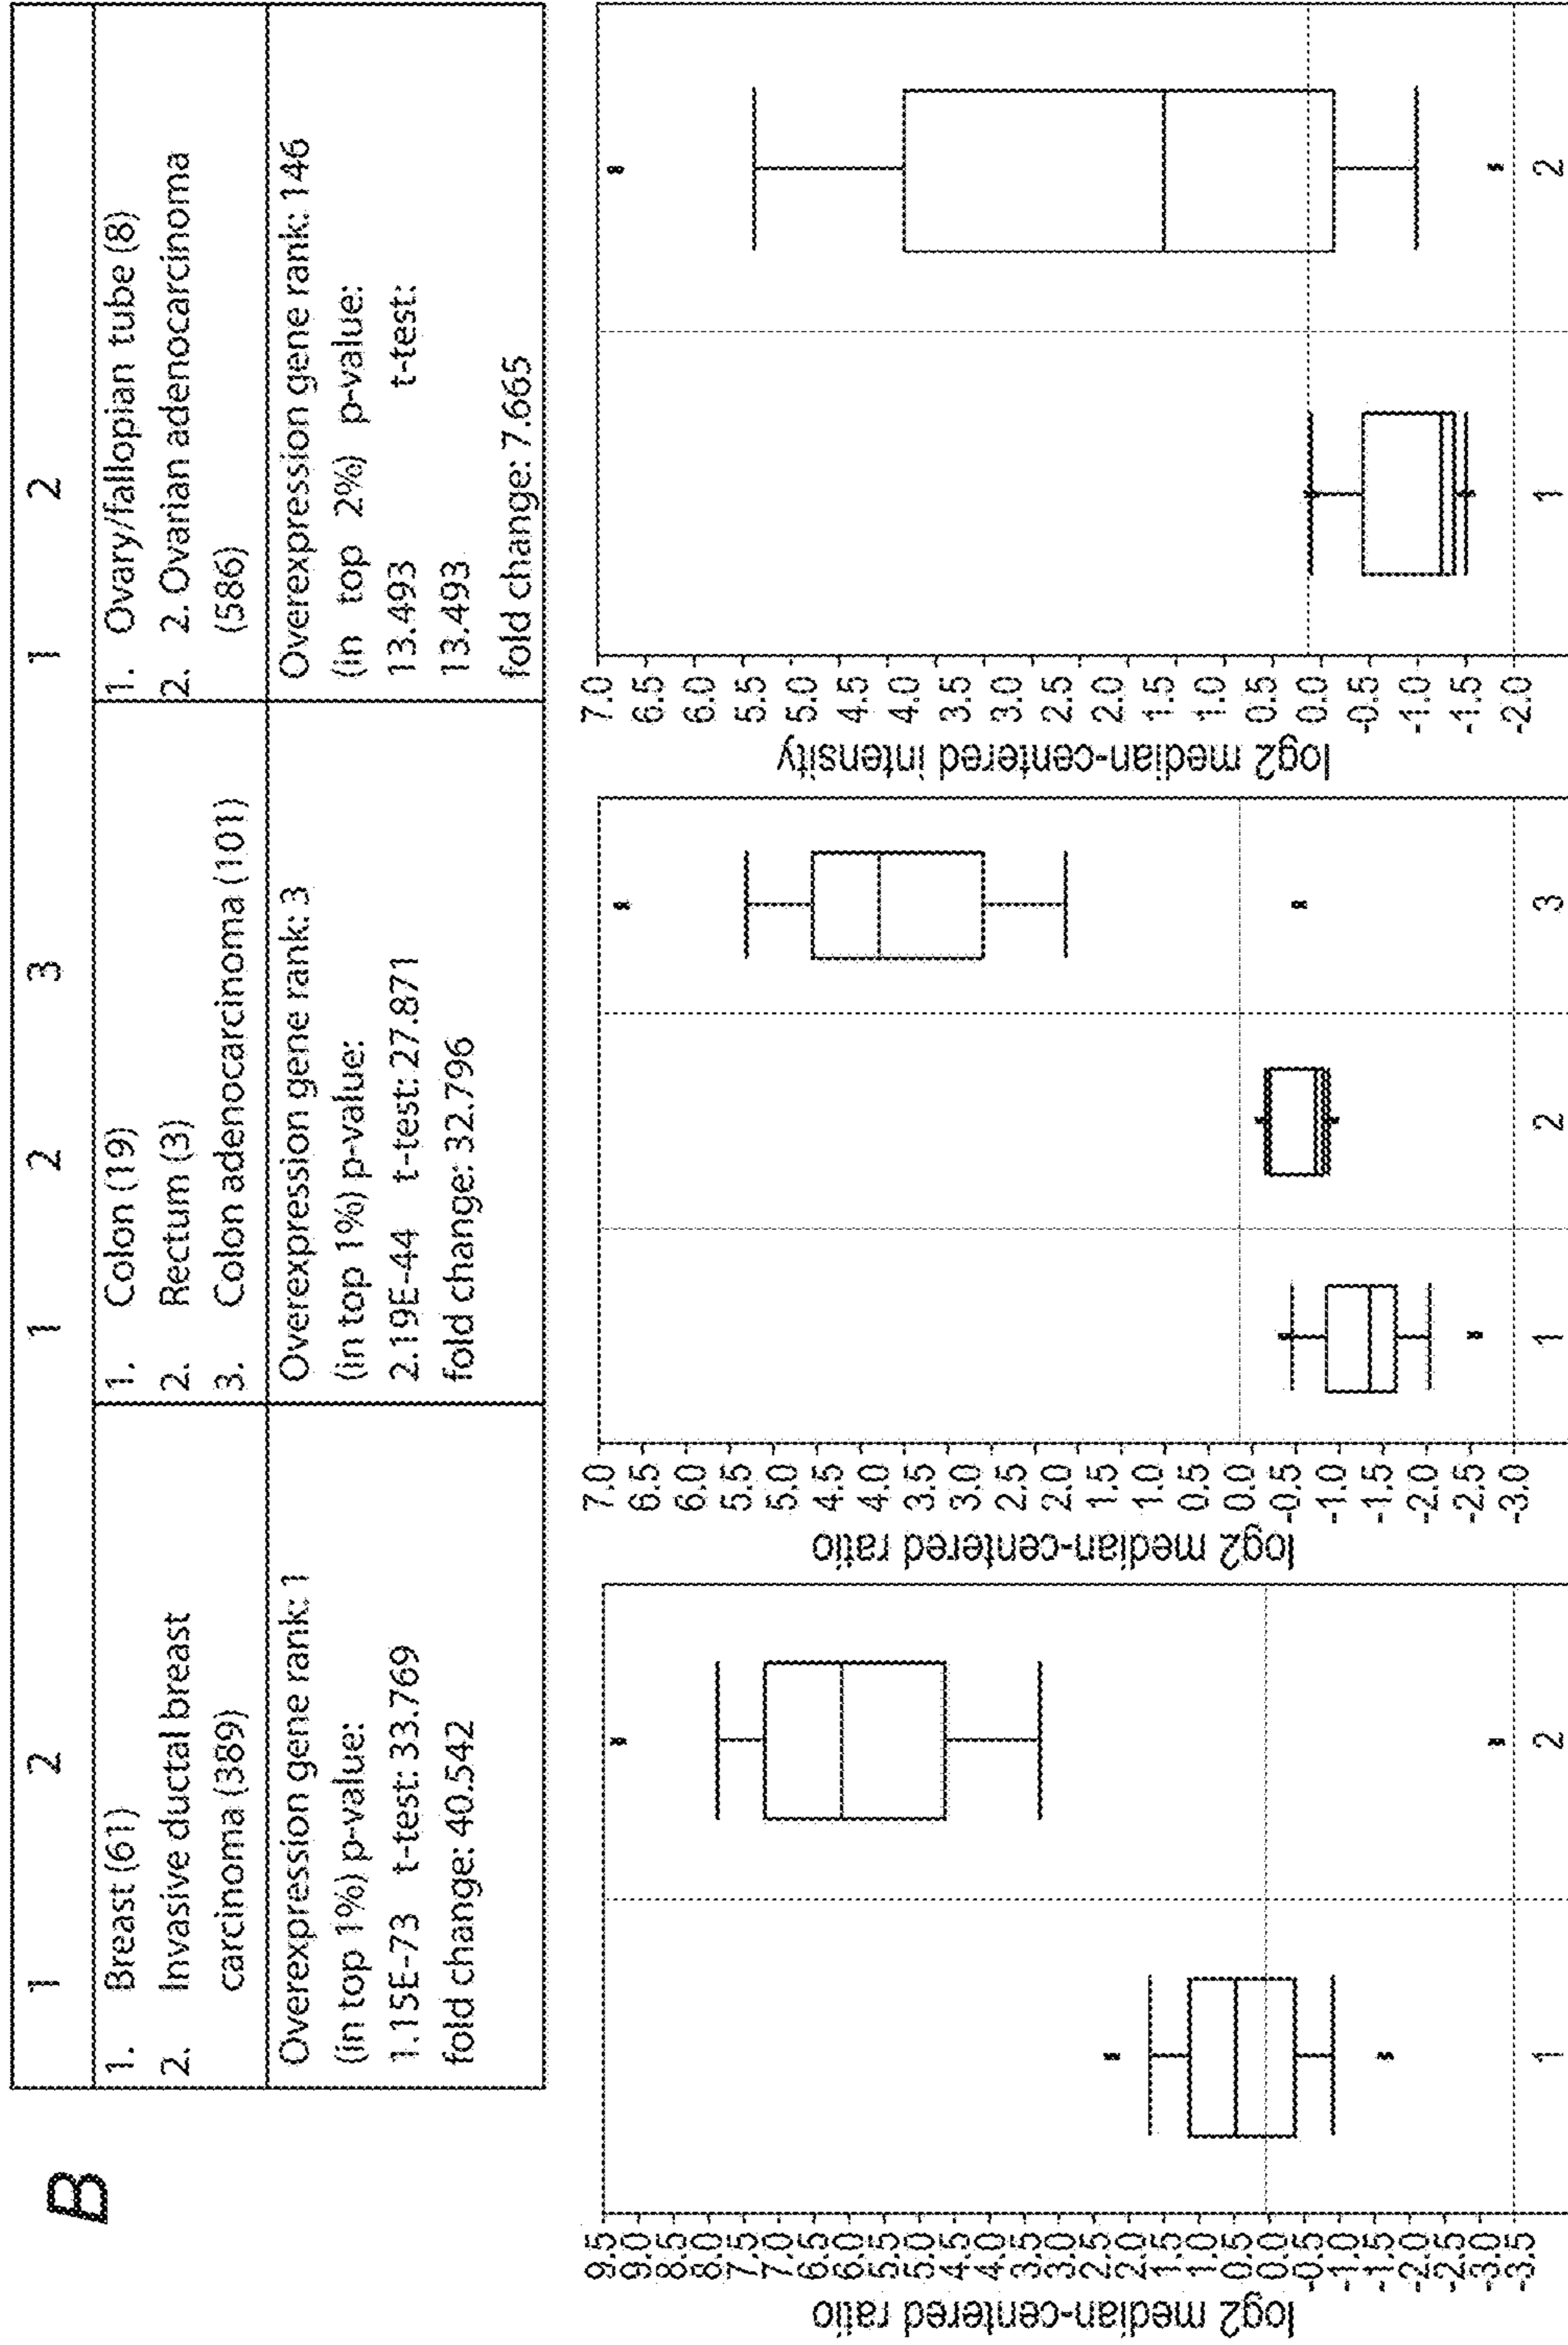 B
1 2 1 2 3 1 2
1. Breast (61)
2. Invasive ductal breast
carcinoma (389)
1. Colon (19)
2. Rectum (3)
3. Colon adenocarcinoma (101)
1. Ovary/fallopian tube (8)
2. 2. Ovarian adenocarcinoma
(586)
Overexpression gene rank: 1
(in top 1%) p-value:
1.15E-73 t-test: 33.769
fold change: 40.542
Overexpression gene rank: 3
(in top 1%) p-value:
2.19E-44 t-test: 27.871
fold change: 32.796
Overexpression gene rank: 146
(in top 2%) p-value:
13.493 t-test:
13.493
fold change: 7.665
log2 median-centered ratio
9.5
9.0
8.5
8.0
7.5
7.0
6.5
6.0
5.5
5.0
4.5
4.0
3.5
3.0
2.5
2.0
1.5
1.0
0.5
0.0
-0.5
-1.0
-1.5
-2.0
-2.5
-3.0
-3.5
1 2
log2 median-centered ratio
7.0
6.5
6.0
5.5
5.0
4.5
4.0
3.5
3.0
2.5
2.0
1.5
1.0
0.5
0.0
-0.5
-1.0
-1.5
-2.0
-2.5
-3.0
1 2 3
log2 median-centered intensity
7.0
6.5
6.0
5.5
5.0
4.5
4.0
3.5
3.0
2.5
2.0
1.5
1.0
0.5
0.0
-0.5
-1.0
-1.5
-2.0
1 2